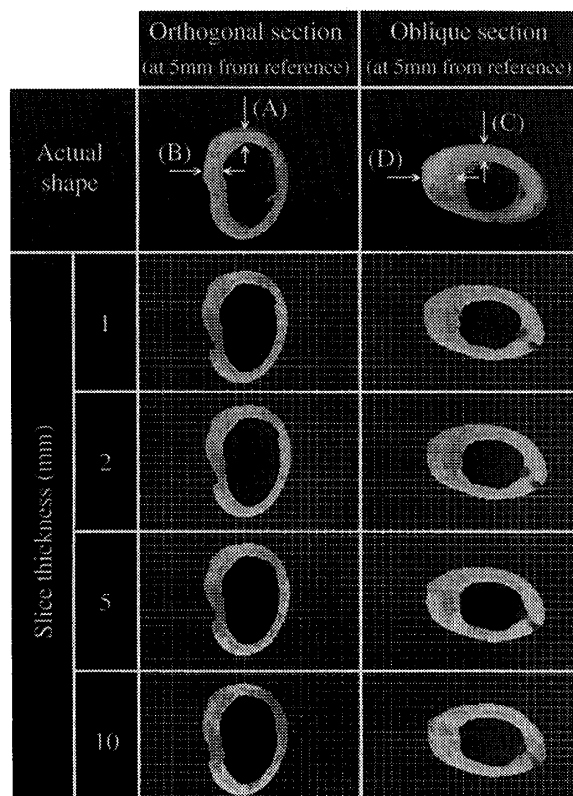 Orthogonal section
(at 5mm from reference)
Oblique section
(at 5mm from reference)
Actual
shape
(A)
(B)
(C)
(D)
Slice thickness (mm)
1
2
5
10